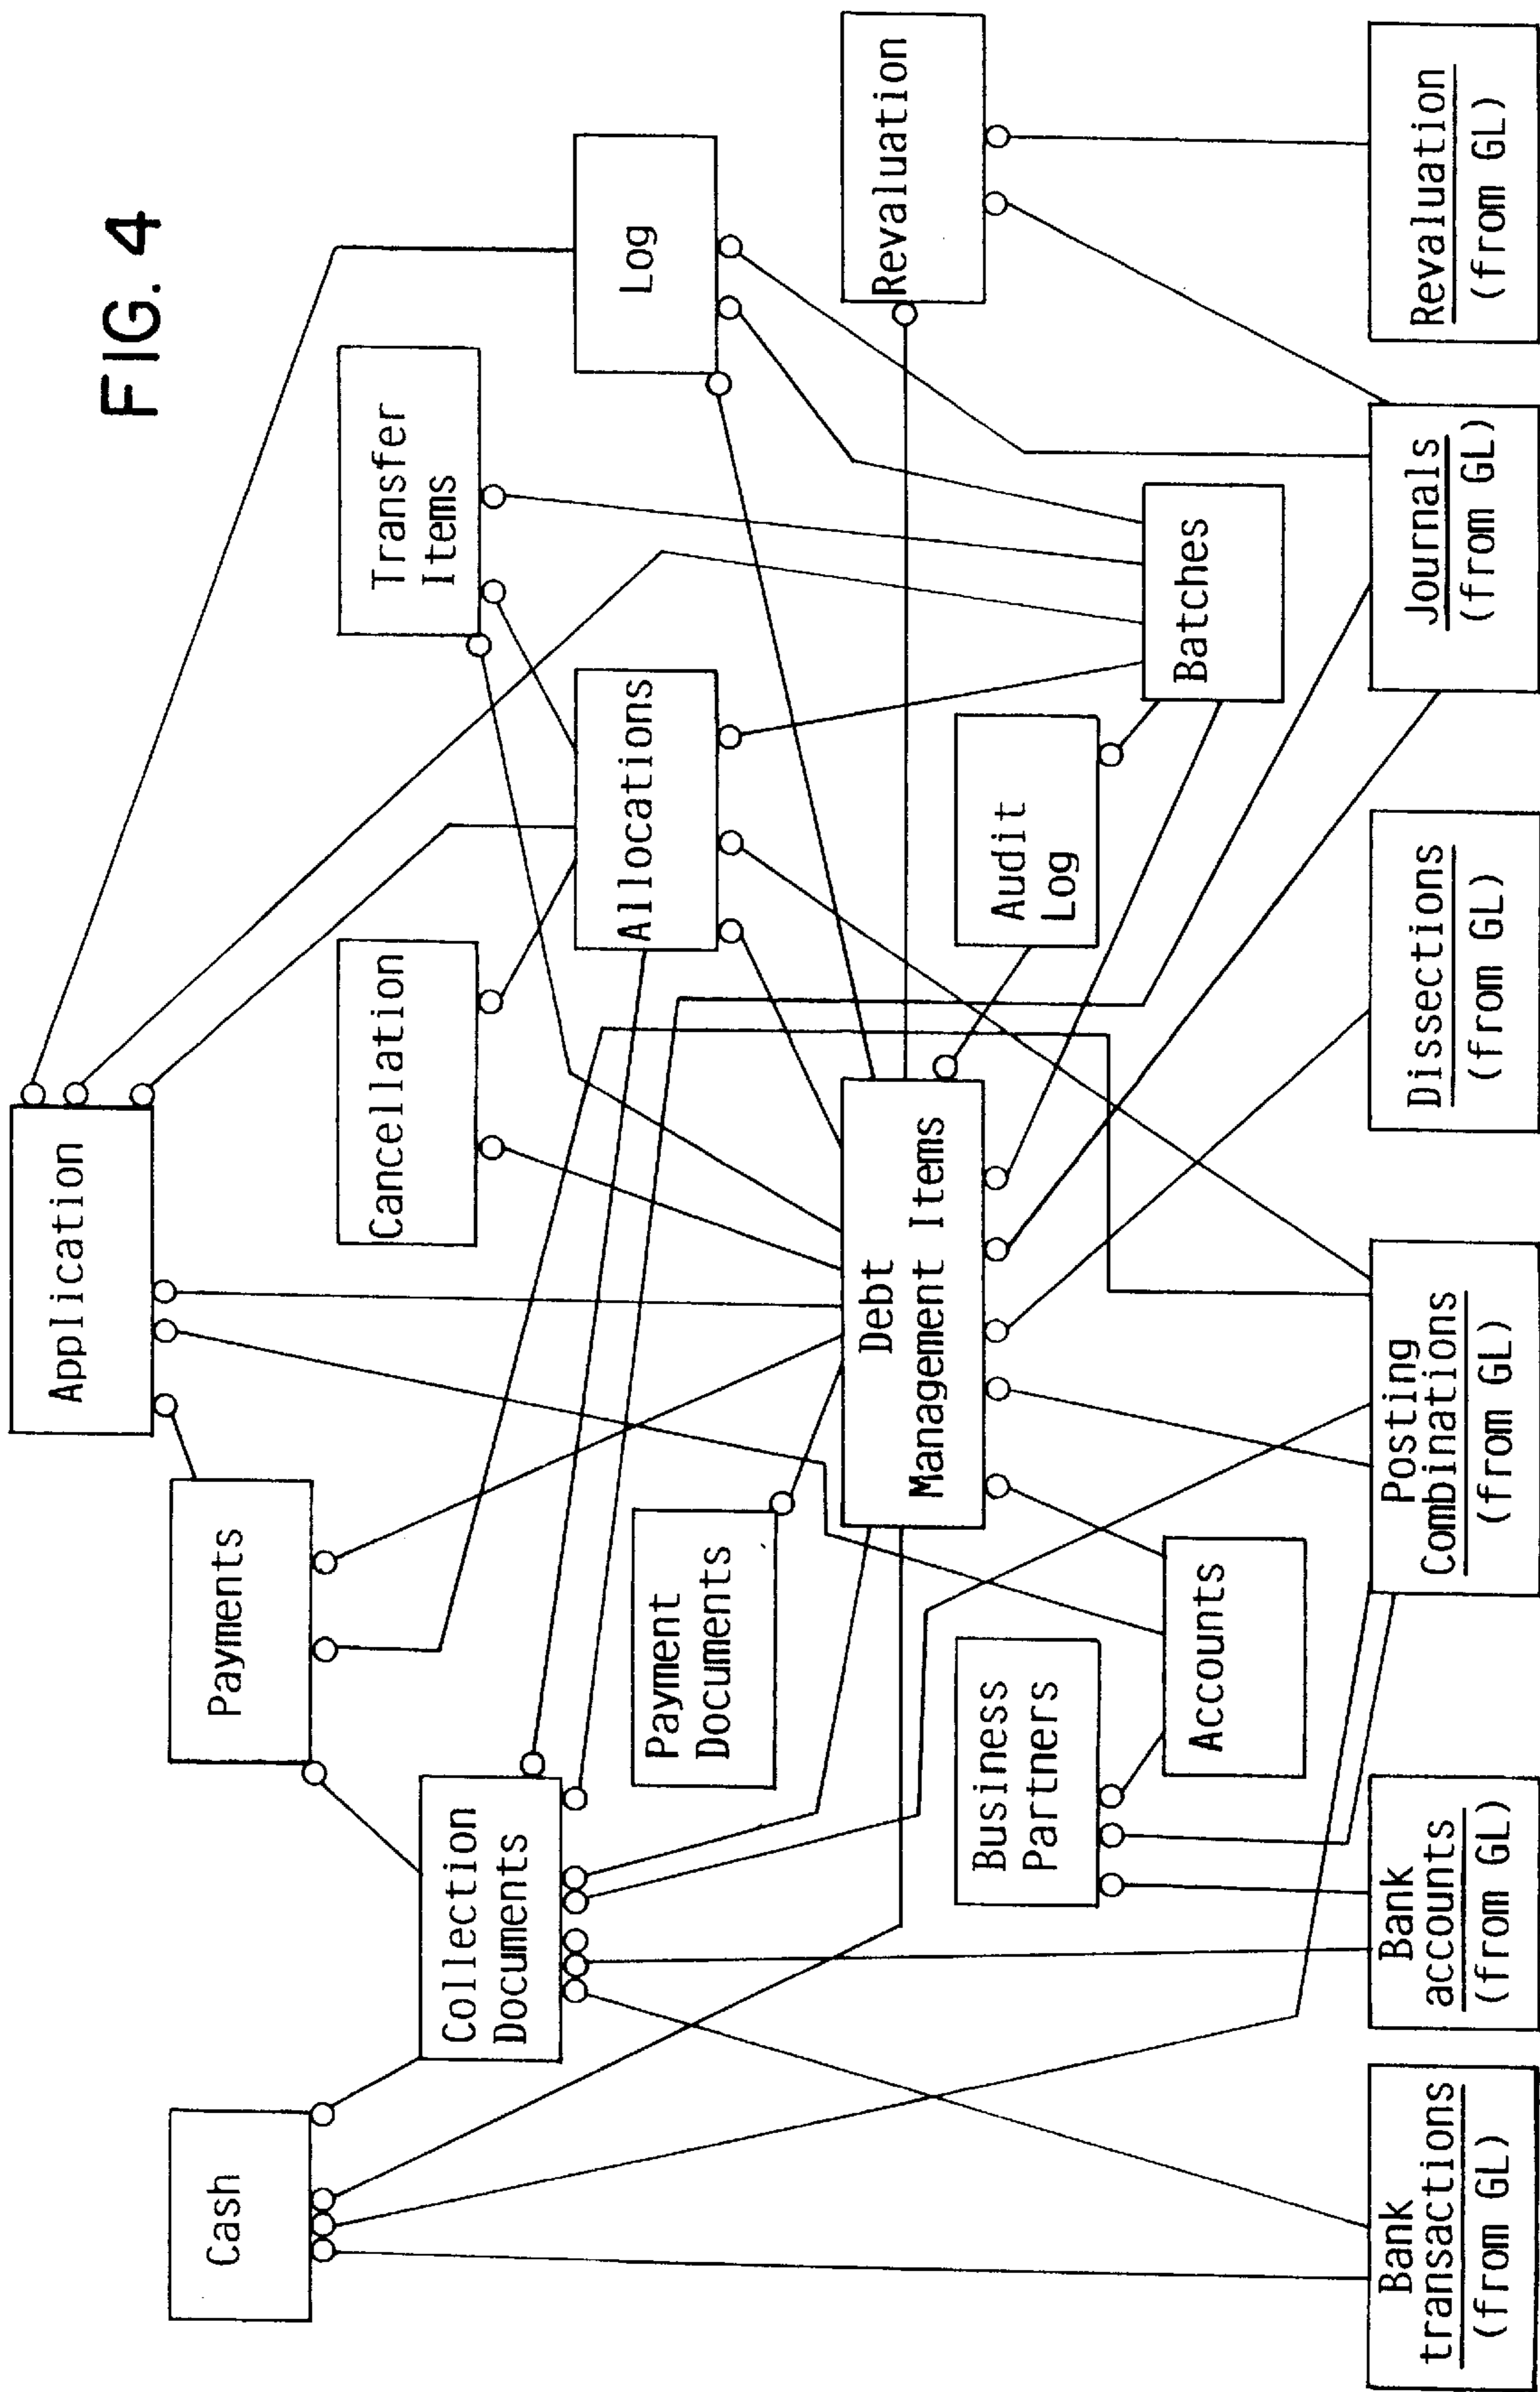 FIG. 4
Application
Cash
Payments
Cancellation
Transfer
Items
Collection
Documents
Allocations
Log
Payment
Documents
Debt
Management Items
Revaluation
Business
Partners
Audit
Log
Accounts
Batches
Bank
transactions
(from GL)
Bank
accounts
(from GL)
Posting
Combinations
(from GL)
Dissections
(from GL)
Journals
(from GL)
Revaluation
(from GL)